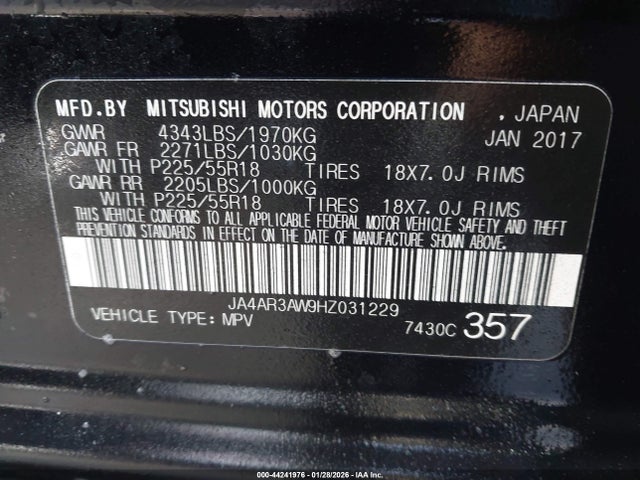 MFD.BY MITSUBISHI MOTORS CORPORATION . JAPAN
GWR 4343LBS/1970KG JAN 2017
GAWR FR 2271LBS/1030KG
WITH P225/55R18 TIRES 18X7.0J RIMS
GAWR RR 2205LBS/1000KG
WITH P225/55R18 TIRES 18X7.0J RIMS
THIS VEHICLE CONFORMS TO ALL APPLICABLE FEDERAL MOTOR VEHICLE SAFETY AND THEFT
PREVENTION STANDARDS IN EFFECT ON THE DATE OF MANUFACTURE SHOWN ABOVE.
JA4AR3AW9HZ031229
VEHICLE TYPE: MPV 7430C 357
000-44241976 - 01/28/2026 - IAA Inc.